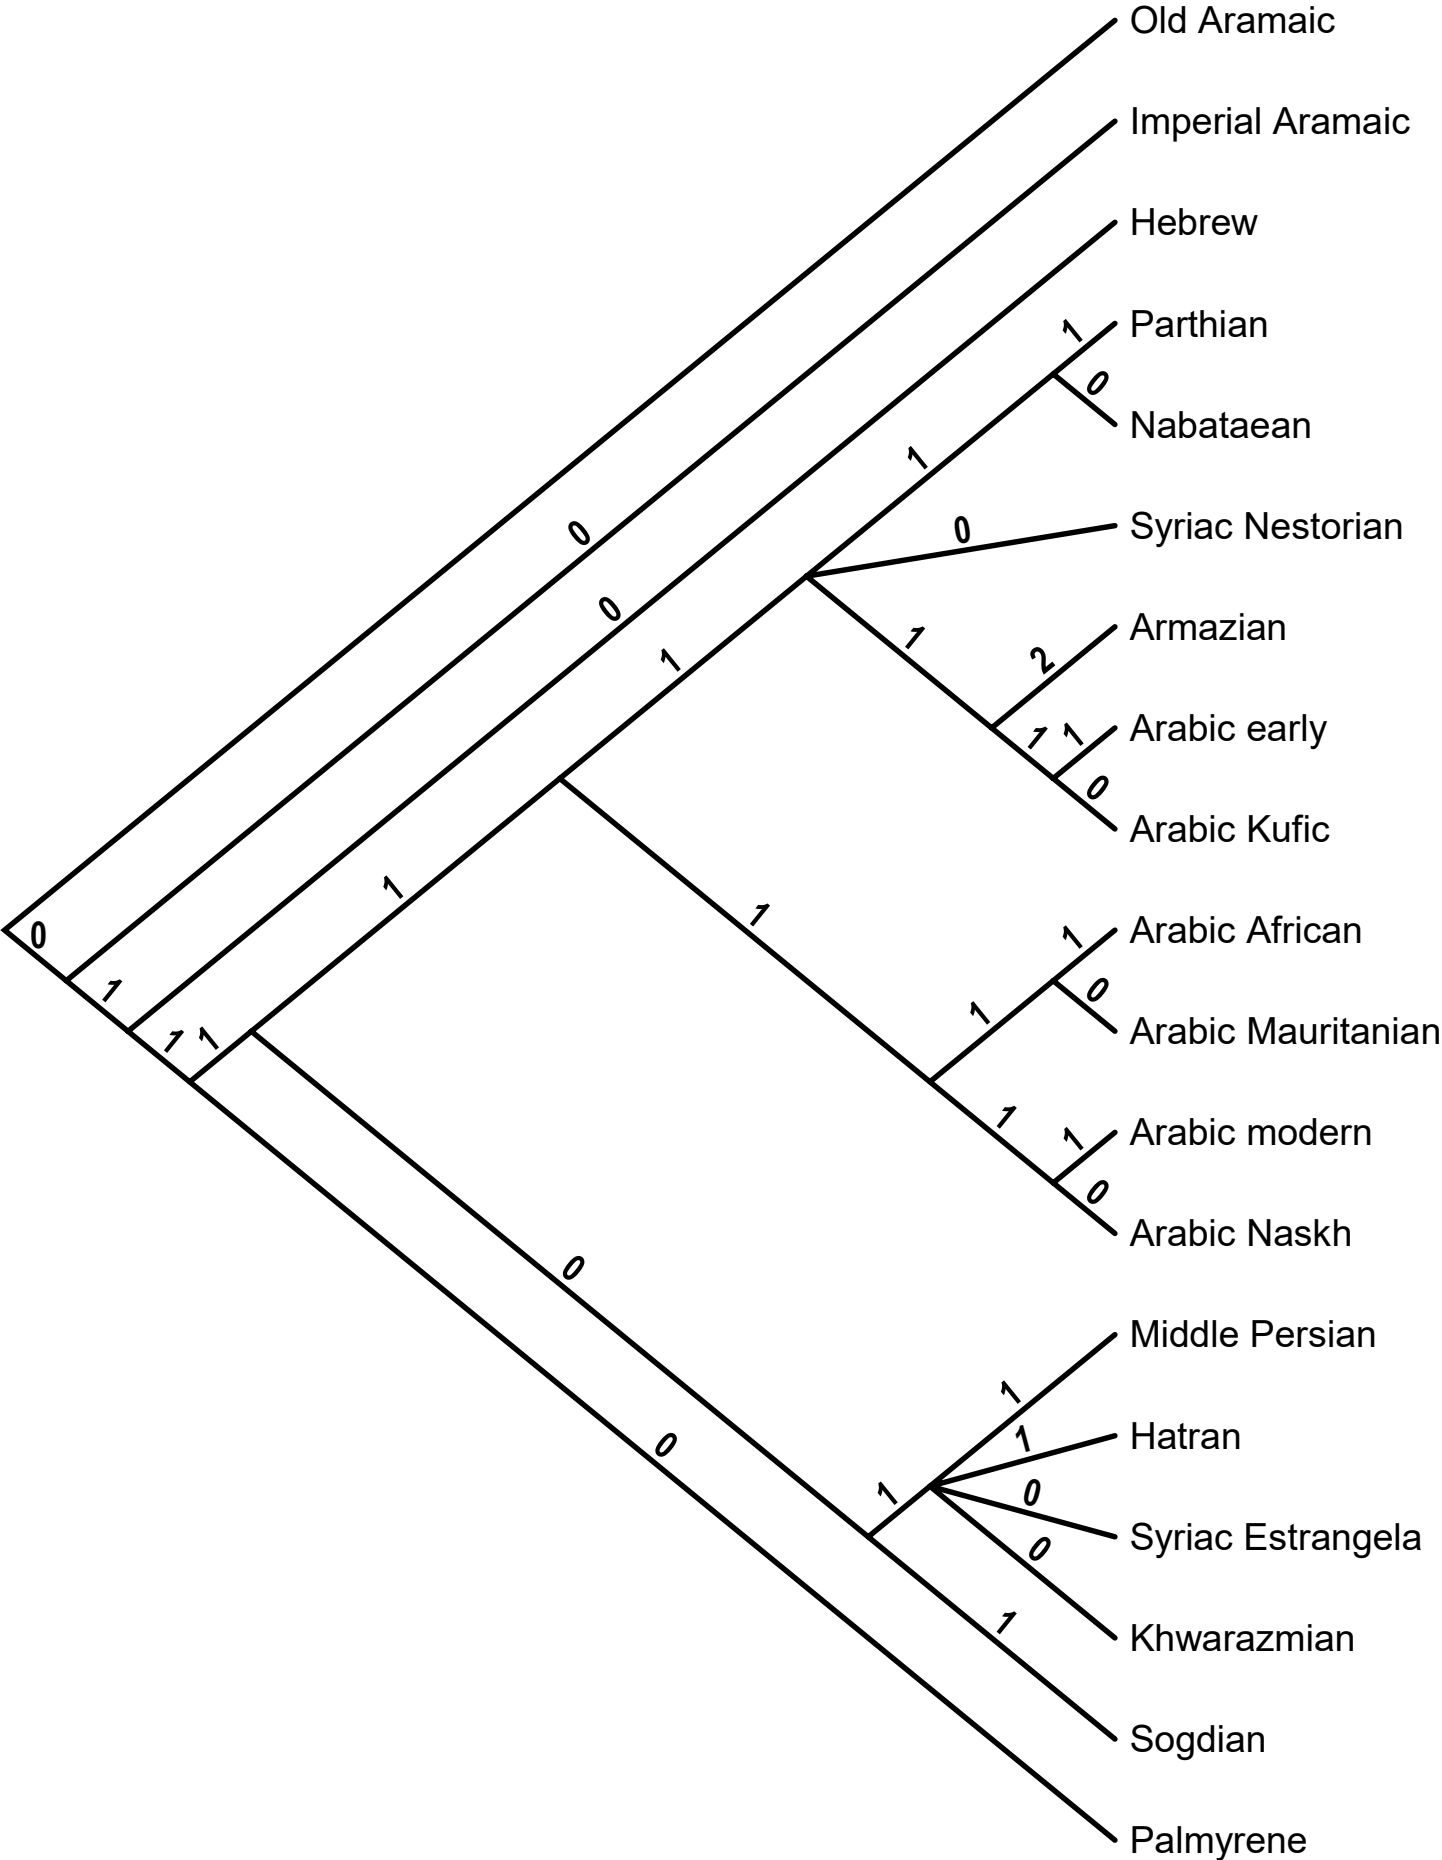 Old Aramaic
Imperial Aramaic
Hebrew
1 Parthian
0
Nabataean
1
0 Syriac Nestorian
0
0
1
1
2 Armazian
1 1 Arabic early
0
Arabic Kufic
1
1
0
1 Arabic African
0
1
1 1 Arabic Mauritanian
1
1
1 Arabic modern
0
Arabic Naskh
0
Middle Persian
1
1 Hatran
0
1
0
Syriac Estrangela
0
1
Khwarazmian
Sogdian
Palmyrene